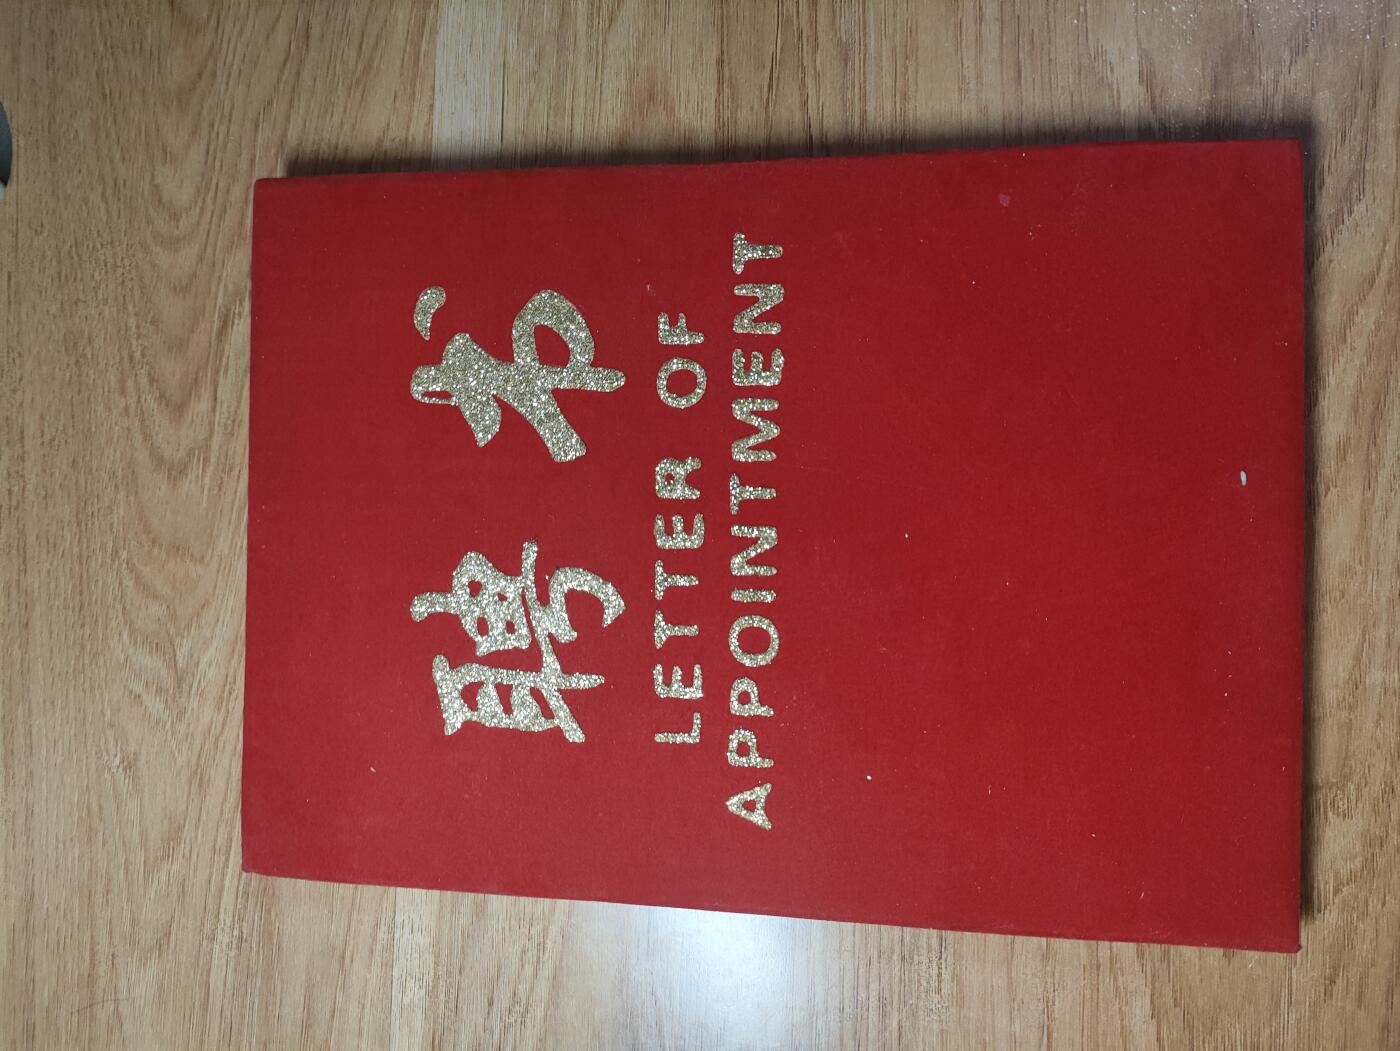 聘书
LETTER OF
APPOINTMENT